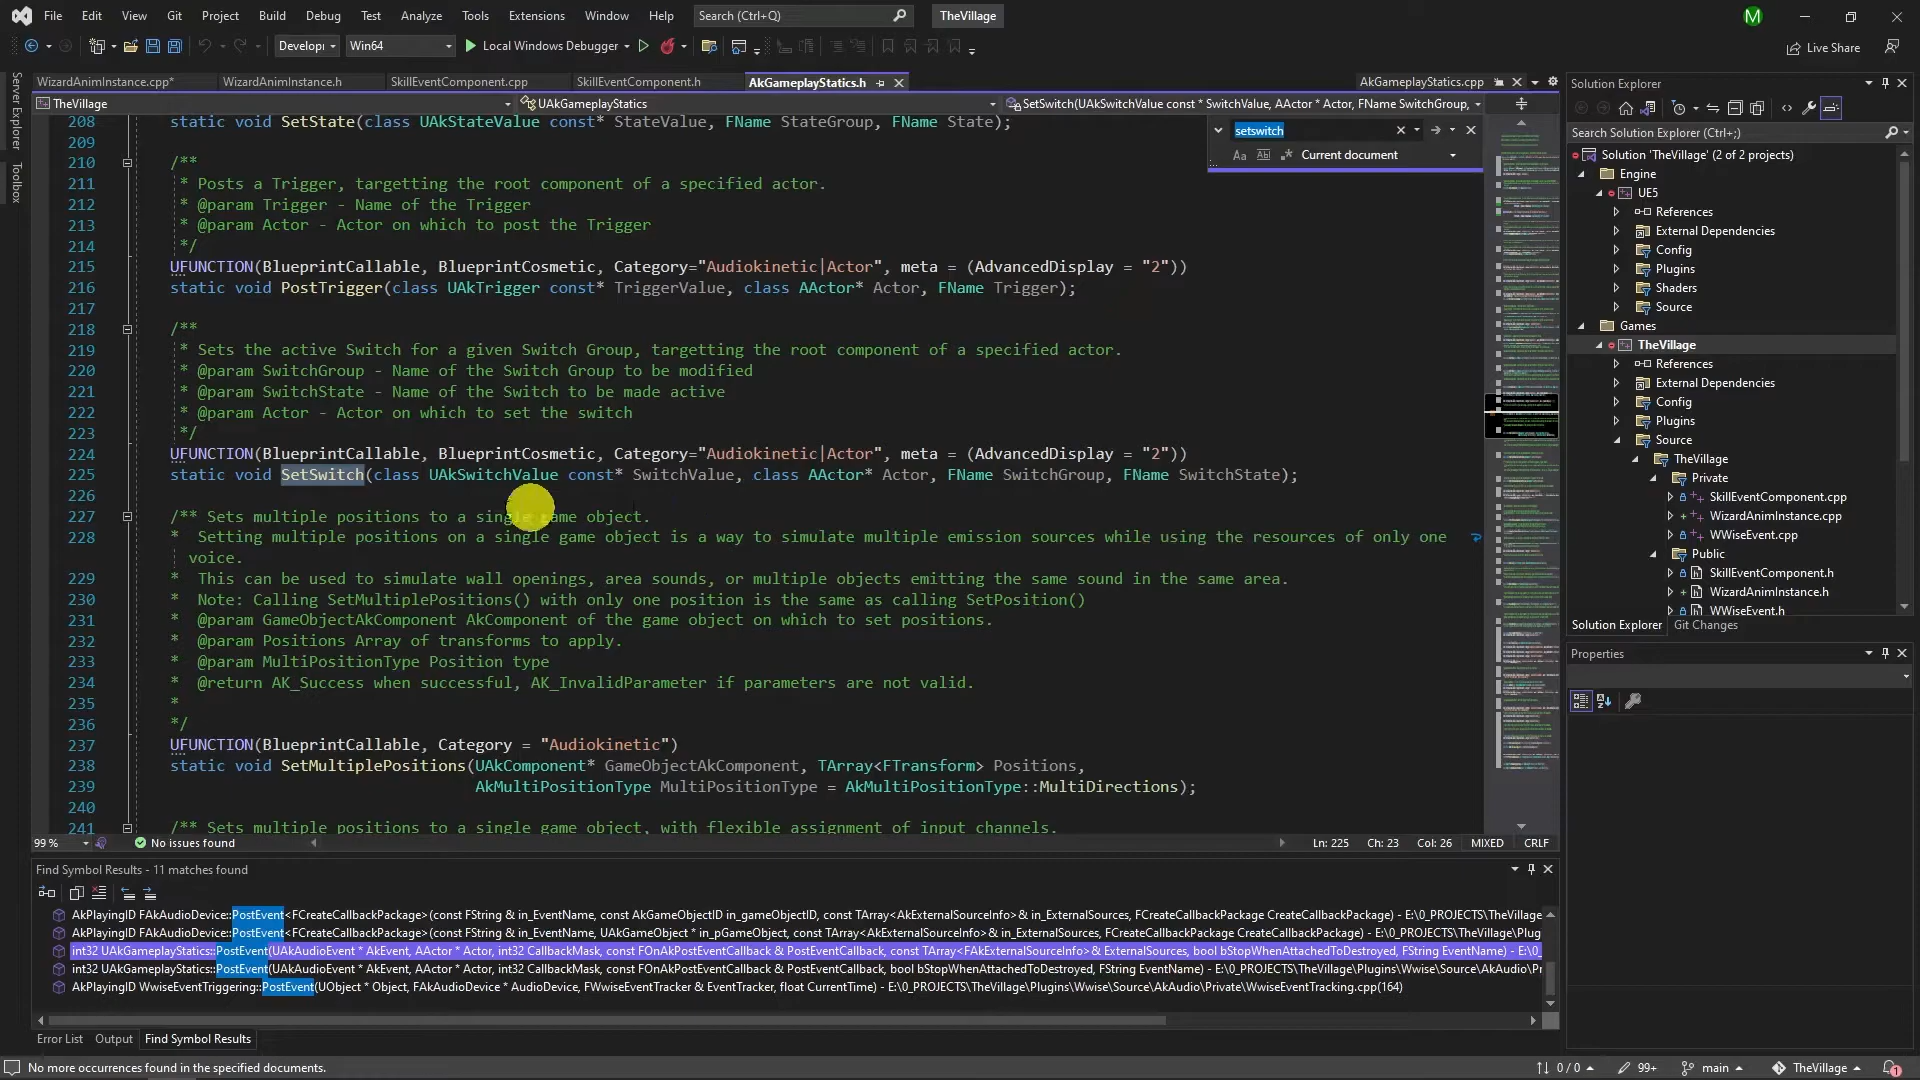 File Edit View Git Project Build Debug Test Analyze Tools Extensions Window Help Search (Ctrl+Q) TheVillage M
Developr Win64 Local Windows Debugger Live Share
Server Explorer
Toolbox
WizardAnimInstance.cpp* WizardAnimInstance.h SkillEventComponent.cpp SkillEventComponent.h AkGameplayStatics.h AkGameplayStatics.cpp
TheVillage UAkGameplayStatics SetSwitch(UAkSwitchValue const * SwitchValue, AActor * Actor, FName SwitchGroup,
setswitch
Aa Ab Current document
208 static void SetState(class UAkStateValue const* StateValue, FName StateGroup, FName State);
209
210 /**
211 * Posts a Trigger, targetting the root component of a specified actor.
212 * @param Trigger - Name of the Trigger
213 * @param Actor - Actor on which to post the Trigger
214 */
215 UFUNCTION(BlueprintCallable, BlueprintCosmetic, Category="Audiokinetic|Actor", meta = (AdvancedDisplay = "2"))
216 static void PostTrigger(class UAkTrigger const* TriggerValue, class AActor* Actor, FName Trigger);
217
218 /**
219 * Sets the active Switch for a given Switch Group, targetting the root component of a specified actor.
220 * @param SwitchGroup - Name of the Switch Group to be modified
221 * @param SwitchState - Name of the Switch to be made active
222 * @param Actor - Actor on which to set the switch
223 */
224 UFUNCTION(BlueprintCallable, BlueprintCosmetic, Category="Audiokinetic|Actor", meta = (AdvancedDisplay = "2"))
225 static void SetSwitch(class UAkSwitchValue const* SwitchValue, class AActor* Actor, FName SwitchGroup, FName SwitchState);
226
227 /** Sets multiple positions to a single game object.
228 * Setting multiple positions on a single game object is a way to simulate multiple emission sources while using the resources of only one
voice.
229 * This can be used to simulate wall openings, area sounds, or multiple objects emitting the same sound in the same area.
230 * Note: Calling SetMultiplePositions() with only one position is the same as calling SetPosition()
231 * @param GameObjectAkComponent AkComponent of the game object on which to set positions.
232 * @param Positions Array of transforms to apply.
233 * @param MultiPositionType Position type
234 * @return AK_Success when successful, AK_InvalidParameter if parameters are not valid.
235 *
236 */
237 UFUNCTION(BlueprintCallable, Category = "Audiokinetic")
238 static void SetMultiplePositions(UAkComponent* GameObjectAkComponent, TArray<FTransform> Positions,
239 AkMultiPositionType MultiPositionType = AkMultiPositionType::MultiDirections);
240
241 /** Sets multiple positions to a single game object, with flexible assignment of input channels.
99 % No issues found Ln: 225 Ch: 23 Col: 26 MIXED CRLF
Find Symbol Results - 11 matches found
AkPlayingID FAkAudioDevice::PostEvent<FCreateCallbackPackage>(const FString & in_EventName, const AkGameObjectID in_gameObjectID, const TArray<AkExternalSourceInfo>& in_ExternalSources, FCreateCallbackPackage CreateCallbackPackage) - E:\0_PROJECTS\TheVillage
AkPlayingID FAkAudioDevice::PostEvent<FCreateCallbackPackage>(const FString & in_EventName, UAkGameObject * in_pGameObject, const TArray<AkExternalSourceInfo>& in_ExternalSources, FCreateCallbackPackage CreateCallbackPackage) - E:\0_PROJECTS\TheVillage\Plug
int32 UAkGameplayStatics::PostEvent(UAkAudioEvent * AkEvent, AActor * Actor, int32 CallbackMask, const FOnAkPostEventCallback & PostEventCallback, const TArray<FAkExternalSourceInfo>& ExternalSources, bool bStopWhenAttachedToDestroyed, FString EventName) - E:\0_
int32 UAkGameplayStatics::PostEvent(UAkAudioEvent * AkEvent, AActor * Actor, int32 CallbackMask, const FOnAkPostEventCallback & PostEventCallback, bool bStopWhenAttachedToDestroyed, FString EventName) - E:\0_PROJECTS\TheVillage\Plugins\Wwise\Source\AkAudio\Pr
AkPlayingID WwiseEventTriggering::PostEvent(UObject * Object, FAkAudioDevice * AudioDevice, FWwiseEventTracker & EventTracker, float CurrentTime) - E:\0_PROJECTS\TheVillage\Plugins\Wwise\Source\AkAudio\Private\WwiseEventTracking.cpp(164)
Error List Output Find Symbol Results
No more occurrences found in the specified documents. 0 / 0 99+ main TheVillage 1
Solution Explorer
Search Solution Explorer (Ctrl+;)
Solution 'TheVillage' (2 of 2 projects)
Engine
UE5
References
External Dependencies
Config
Plugins
Shaders
Source
Games
TheVillage
References
External Dependencies
Config
Plugins
Source
TheVillage
Private
SkillEventComponent.cpp
WizardAnimInstance.cpp
WWiseEvent.cpp
Public
SkillEventComponent.h
WizardAnimInstance.h
WWiseEvent.h
Solution Explorer Git Changes
Properties